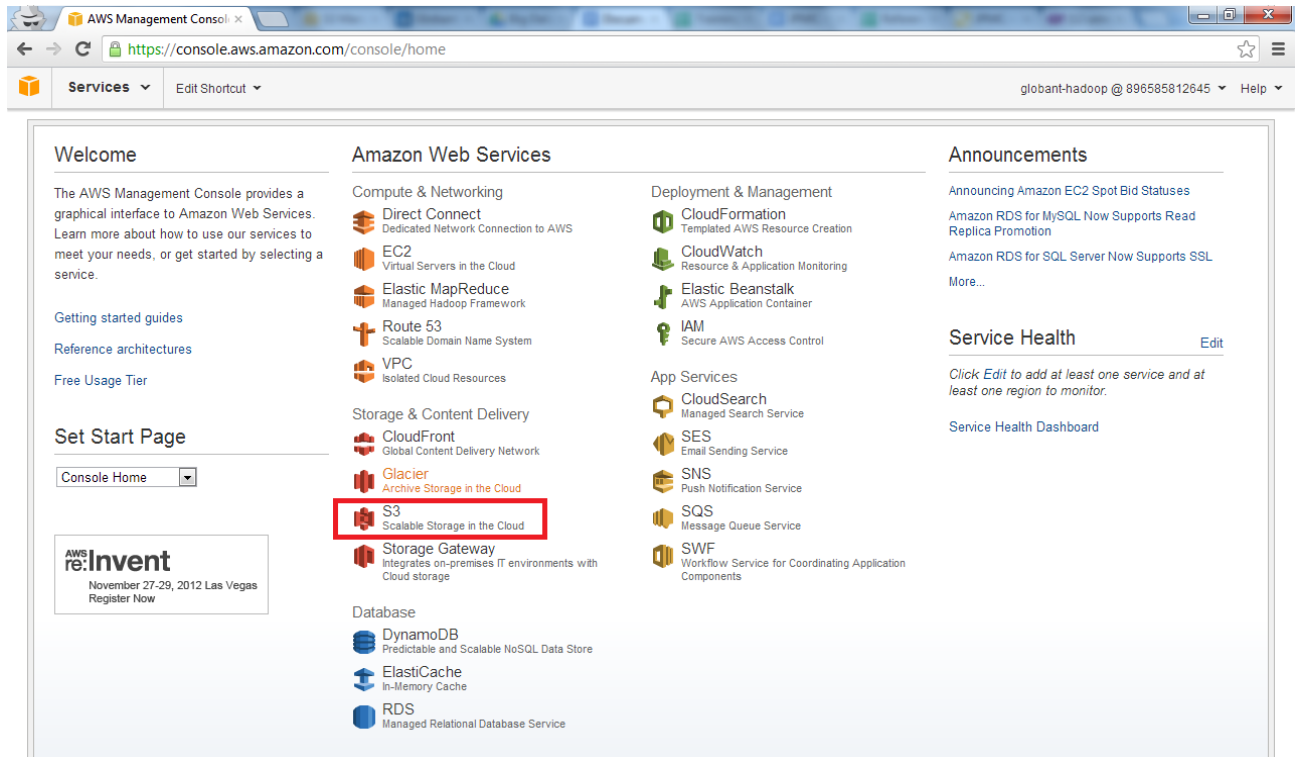 AWS Management Consol
https://console.aws.amazon.com/console/home
Services
Edit Shortcut
globant-hadoop @ 896585812645
Help
Welcome
The AWS Management Console provides a
graphical interface to Amazon Web Services.
Learn more about how to use our services to
meet your needs, or get started by selecting a
service.
Getting started guides
Reference architectures
Free Usage Tier
Set Start Page
Console Home
AWS
re:Invent
November 27-29, 2012 Las Vegas
Register Now
Amazon Web Services
Compute & Networking
Direct Connect
Dedicated Network Connection to AWS
EC2
Virtual Servers in the Cloud
Elastic MapReduce
Managed Hadoop Framework
Route 53
Scalable Domain Name System
VPC
Isolated Cloud Resources
Storage & Content Delivery
CloudFront
Global Content Delivery Network
Glacier
Archive Storage in the Cloud
S3
Scalable Storage in the Cloud
Storage Gateway
Integrates on-premises IT environments with
Cloud storage
Database
DynamoDB
Predictable and Scalable NoSQL Data Store
ElastiCache
In-Memory Cache
RDS
Managed Relational Database Service
Deployment & Management
CloudFormation
Templated AWS Resource Creation
CloudWatch
Resource & Application Monitoring
Elastic Beanstalk
AWS Application Container
IAM
Secure AWS Access Control
App Services
CloudSearch
Managed Search Service
SES
Email Sending Service
SNS
Push Notification Service
SQS
Message Queue Service
SWF
Workflow Service for Coordinating Application
Components
Announcements
Announcing Amazon EC2 Spot Bid Statuses
Amazon RDS for MySQL Now Supports Read
Replica Promotion
Amazon RDS for SQL Server Now Supports SSL
More...
Service Health
Edit
Click Edit to add at least one service and at
least one region to monitor.
Service Health Dashboard